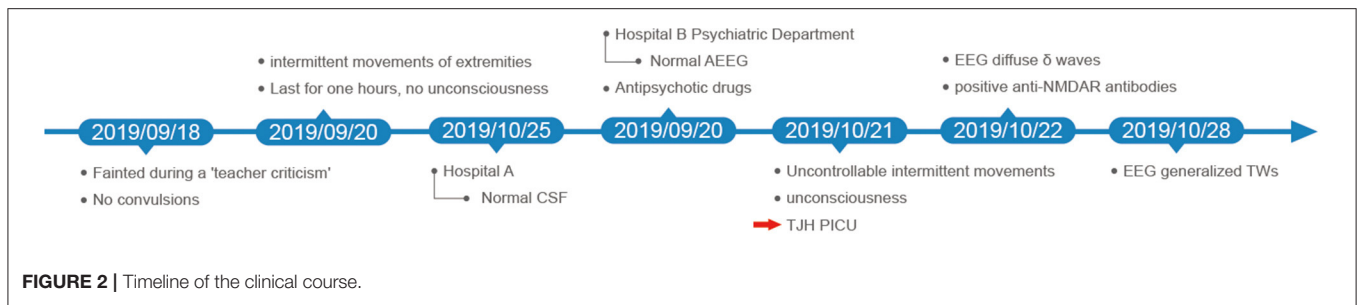 • Hospital B Psychiatric Department
Normal AEEG
• Antipsychotic drugs
• intermittent movements of extremities
• Last for one hours, no unconsciousness
• EEG diffuse δ waves
• positive anti-NMDAR antibodies
2019/09/18
2019/09/20
2019/10/25
2019/09/20
2019/10/21
2019/10/22
2019/10/28
• Fainted during a 'teacher criticism'
• No convulsions
• Hospital A
Normal CSF
• Uncontrollable intermittent movements
• unconsciousness
TJH PICU
• EEG generalized TWs
FIGURE 2 | Timeline of the clinical course.